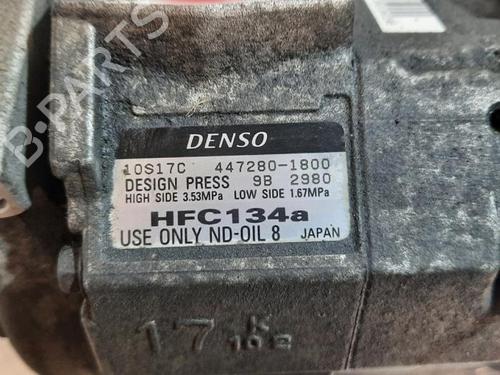 B-PARTS
DENSO
10S17C 447280-1800
DESIGN PRESS 9B 2980
HIGH SIDE 3.53MPa LOW SIDE 1.67MPa
HFC134a
USE ONLY ND-OIL 8 JAPAN
17 K